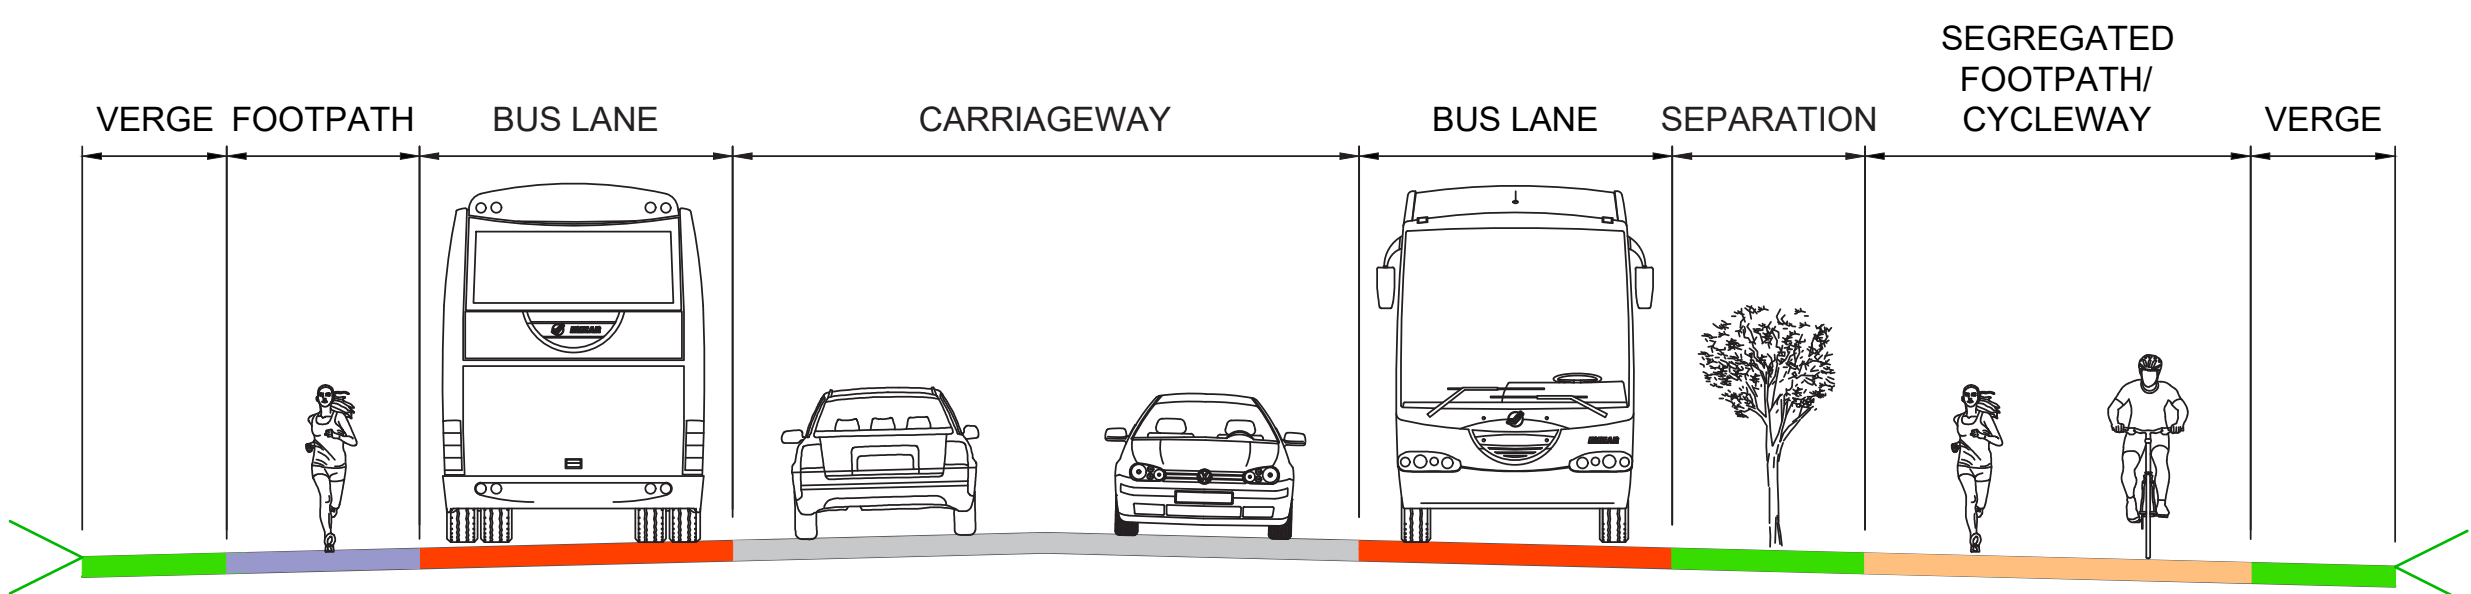 SEGREGATED
FOOTPATH/
VERGE FOOTPATH BUS LANE CARRIAGEWAY BUS LANE SEPARATION CYCLEWAY VERGE